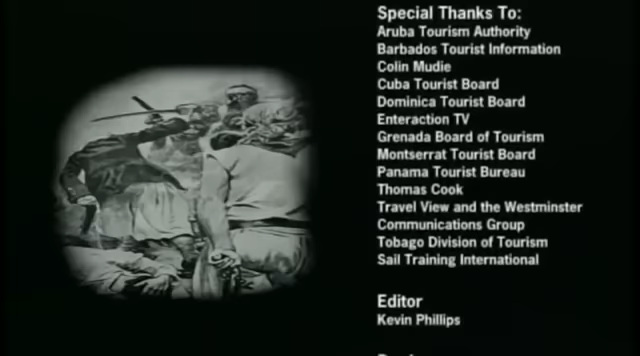 Special Thanks To:
Aruba Tourism Authority
Barbados Tourist Information
Colin Mudie
Cuba Tourist Board
Dominica Tourist Board
Enteraction TV
Grenada Board of Tourism
Montserrat Tourist Board
Panama Tourist Bureau
Thomas Cook
Travel View and the Westminster
Communications Group
Tobago Division of Tourism
Sail Training International
Editor
Kevin Phillips